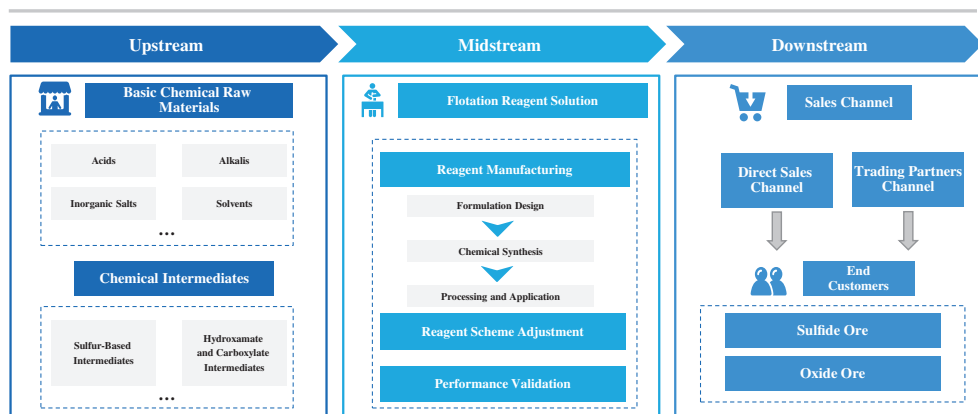 Upstream
Midstream
Downstream
Basic Chemical Raw
Materials
Acids
Alkalis
Inorganic Salts
Solvents
...
Chemical Intermediates
Sulfur-Based
Intermediates
Hydroxamate
and Carboxylate
Intermediates
...
Flotation Reagent Solution
Reagent Manufacturing
Formulation Design
Chemical Synthesis
Processing and Application
Reagent Scheme Adjustment
Performance Validation
Sales Channel
Direct Sales
Channel
Trading Partners
Channel
End
Customers
Sulfide Ore
Oxide Ore